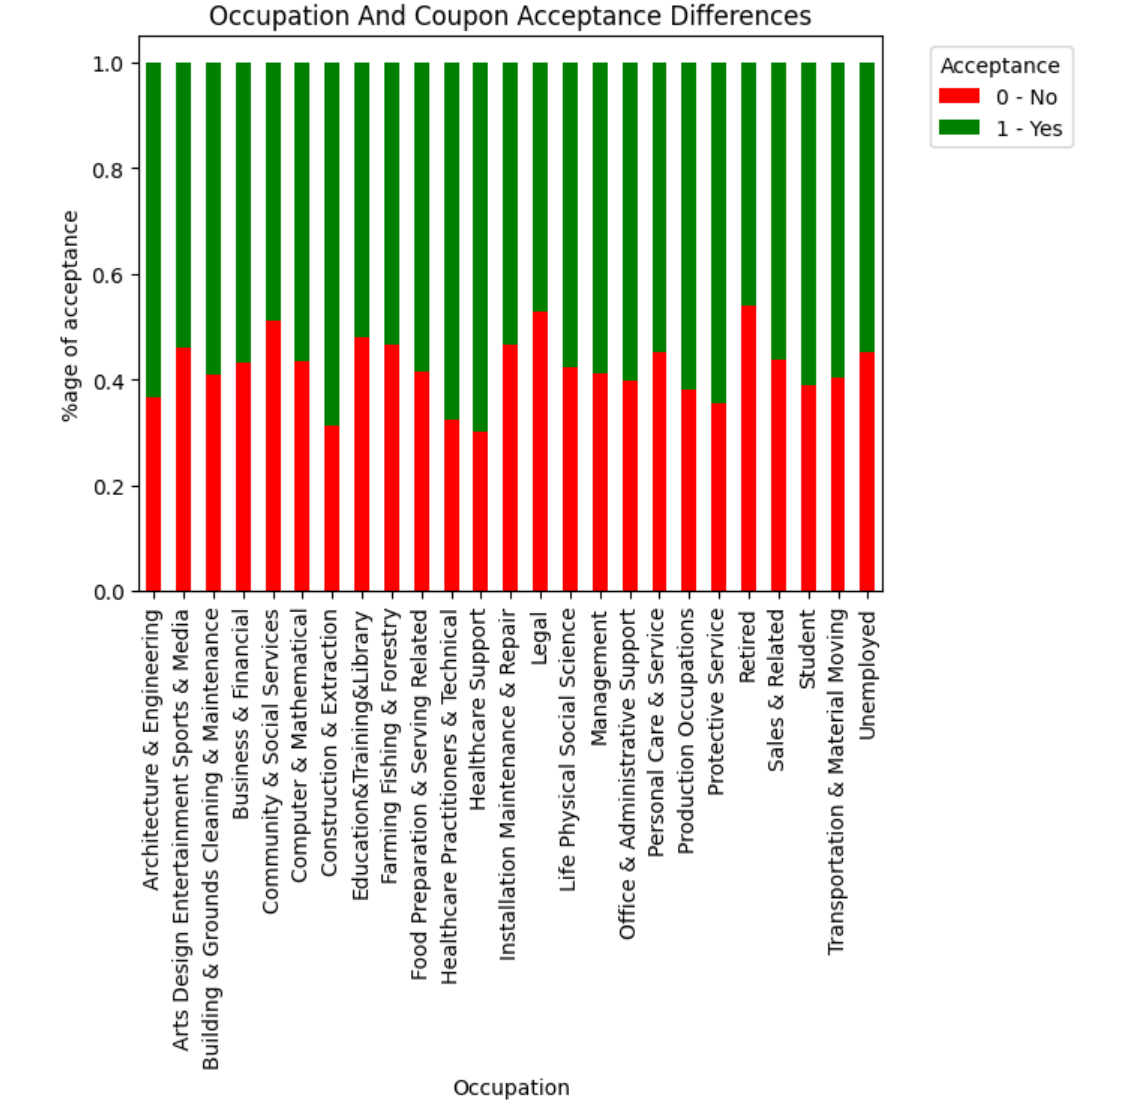 Occupation And Coupon Acceptance Differences
Acceptance
0 - No
1 - Yes
%age of acceptance
1.0
0.8
0.6
0.4
0.2
0.0
Architecture & Engineering
Arts Design Entertainment Sports & Media
Building & Grounds Cleaning & Maintenance
Business & Financial
Community & Social Services
Computer & Mathematical
Construction & Extraction
Education&Training&Library
Farming Fishing & Forestry
Food Preparation & Serving Related
Healthcare Practitioners & Technical
Healthcare Support
Installation Maintenance & Repair
Legal
Life Physical Social Science
Management
Office & Administrative Support
Personal Care & Service
Production Occupations
Protective Service
Retired
Sales & Related
Student
Transportation & Material Moving
Unemployed
Occupation